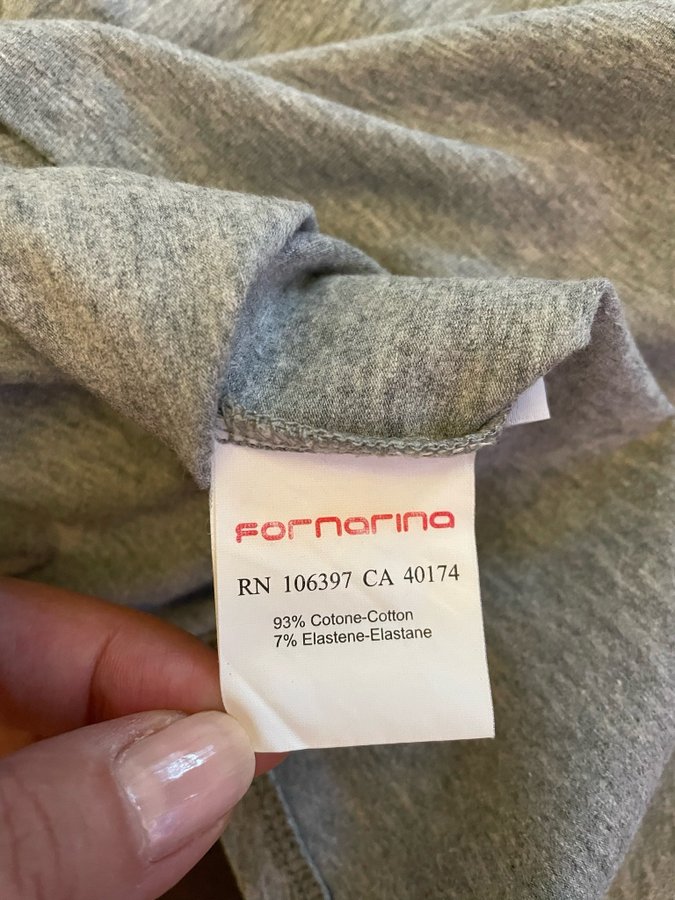 Fornarina
RN 106397 CA 40174
93% Cotone-Cotton
7% Elastene-Elastane